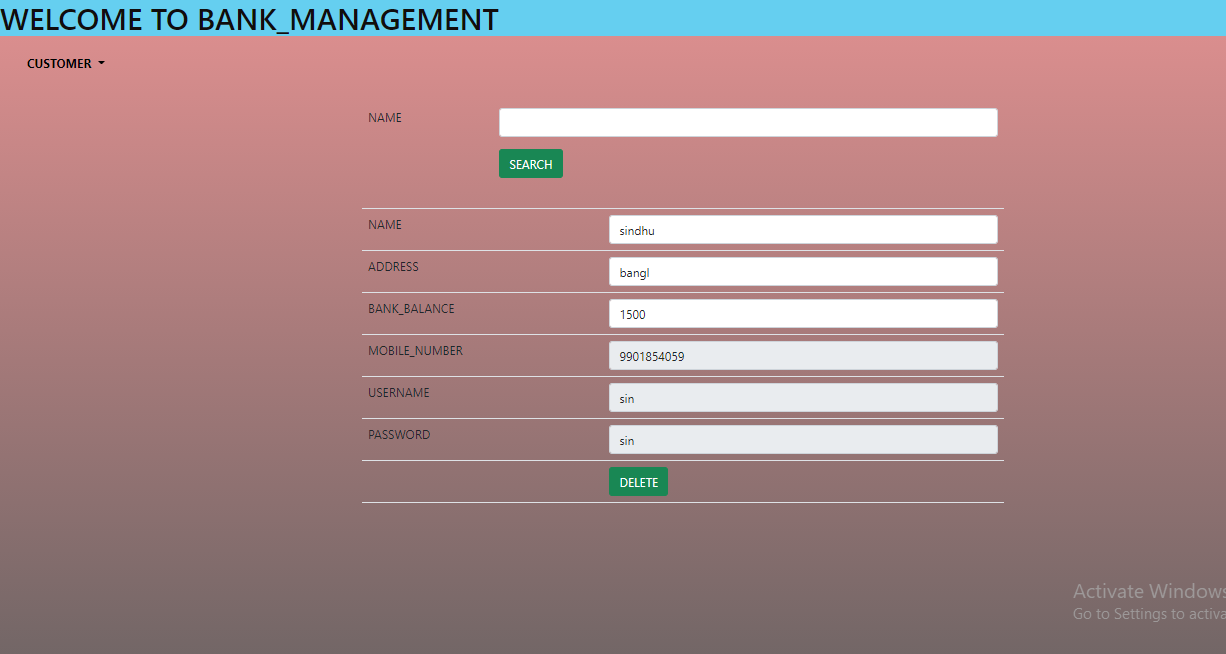 WELCOME TO BANK_MANAGEMENT
CUSTOMER
NAME
SEARCH
NAME sindhu
ADDRESS bangl
BANK_BALANCE 1500
MOBILE_NUMBER 9901854059
USERNAME sin
PASSWORD sin
DELETE
Activate Windows
Go to Settings to activa